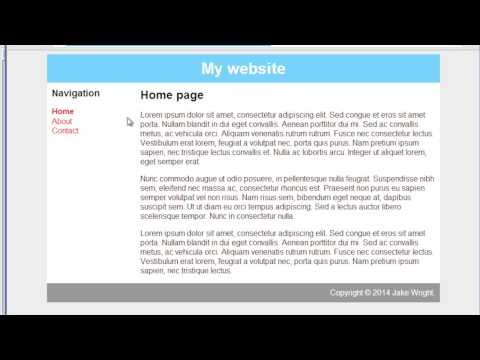 My website
Navigation
Home
About
Contact
Home page
Lorem ipsum dolor sit amet, consectetur adipiscing elit. Sed congue et eros sit amet
porta. Nullam blandit in dui eget convallis. Aenean porttitor dui mi. Sed ac convallis
metus, ac vehicula orci. Aliquam venenatis rutrum rutrum. Fusce nec consectetur lectus.
Vestibulum erat lorem, feugiat a volutpat nec, porta quis purus. Nam pretium ipsum
sapien, nec tristique lectus convallis et. Nulla ac lobortis arcu. Integer ut aliquet lorem,
eget semper erat.
Nunc commodo augue ut odio posuere, in pellentesque nulla feugiat. Suspendisse nibh
sem, eleifend nec massa ac, consectetur rhoncus est. Praesent non purus eu sapien
semper volutpat vel non risus. Nam risus sem, bibendum eget neque at, dapibus
suscipit sem. Ut ut diam eu orci tempus adipiscing. Sed a lectus auctor libero
scelerisque tempor. Nunc in consectetur nulla.
Lorem ipsum dolor sit amet, consectetur adipiscing elit. Sed congue et eros sit amet
porta. Nullam blandit in dui eget convallis. Aenean porttitor dui mi. Sed ac convallis
metus, ac vehicula orci. Aliquam venenatis rutrum rutrum. Fusce nec consectetur lectus.
Vestibulum erat lorem, feugiat a volutpat nec, porta quis purus. Nam pretium ipsum
sapien, nec tristique lectus.
Copyright © 2014 Jake Wright.